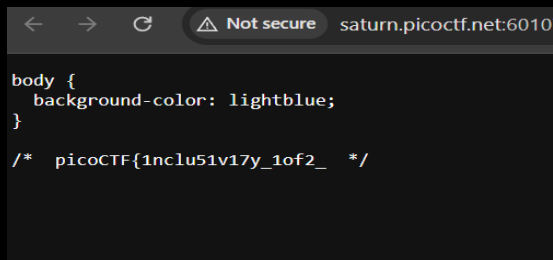 Not secure saturn.picoctf.net:6010
body {
  background-color: lightblue;
}
/*  picoCTF{1nclu51v17y_1of2_  */